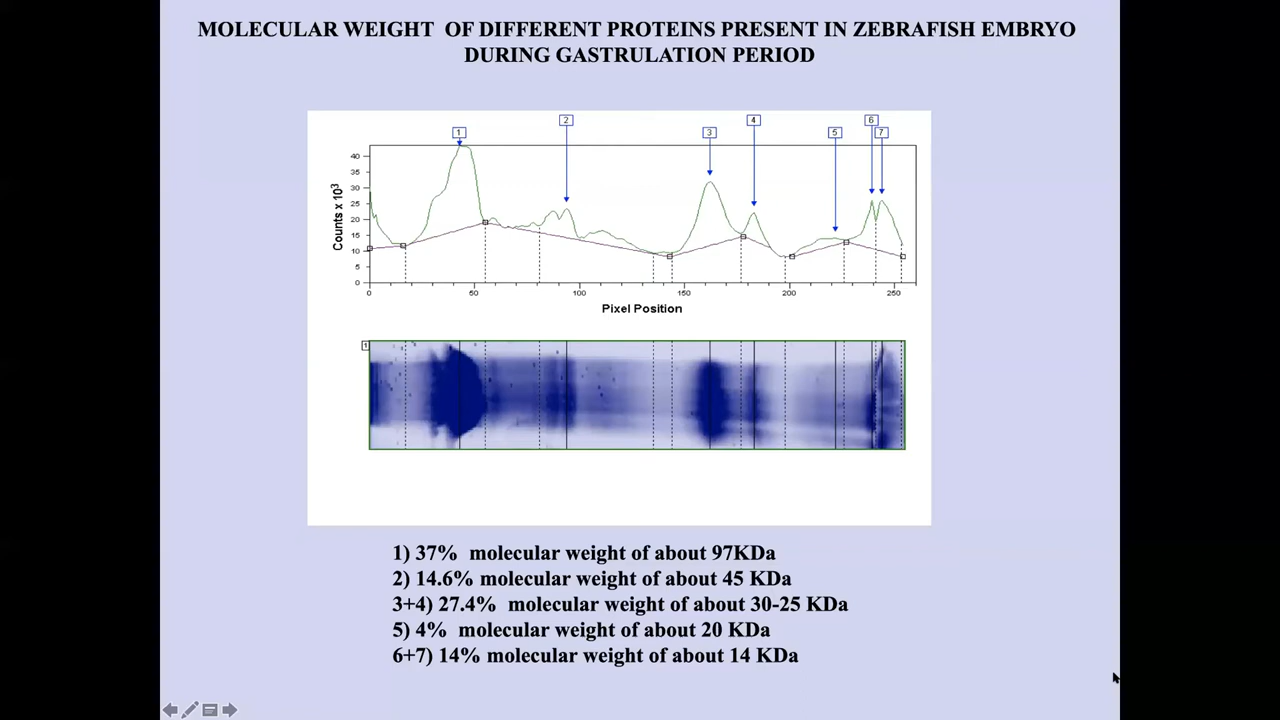 MOLECULAR WEIGHT OF DIFFERENT PROTEINS PRESENT IN ZEBRAFISH EMBRYO
DURING GASTRULATION PERIOD
1 2 3 4 5 6 7
Counts x 10³
40
35
30
25
20
15
10
5
0
0 50 100 150 200 250
Pixel Position
1
1) 37% molecular weight of about 97KDa
2) 14.6% molecular weight of about 45 KDa
3+4) 27.4% molecular weight of about 30-25 KDa
5) 4% molecular weight of about 20 KDa
6+7) 14% molecular weight of about 14 KDa